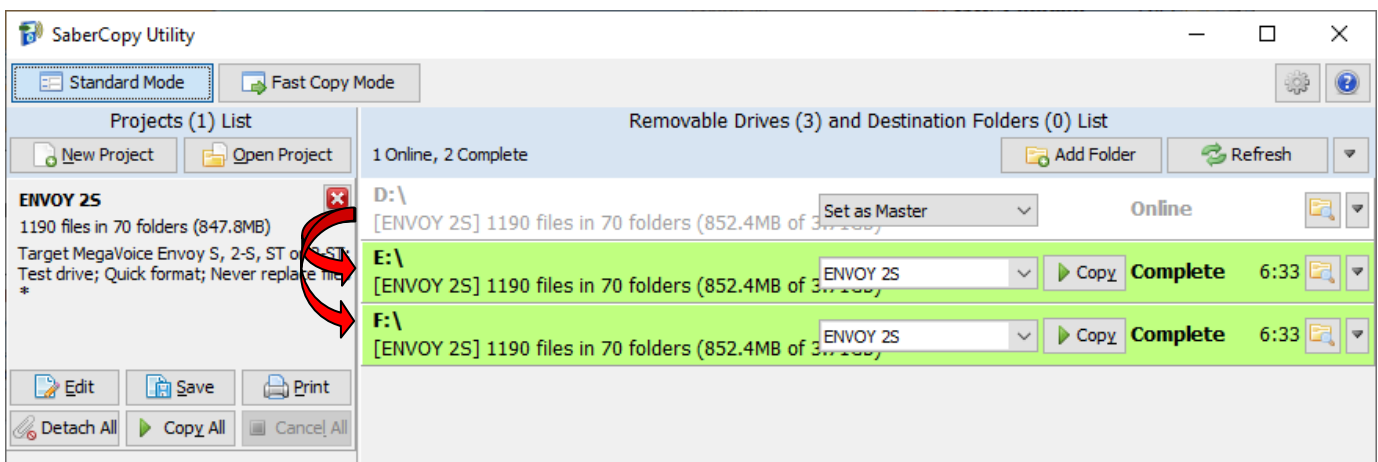 SaberCopy Utility
Standard Mode
Fast Copy Mode
Projects (1) List
Removable Drives (3) and Destination Folders (0) List
New Project
Open Project
1 Online, 2 Complete
Add Folder
Refresh
ENVOY 2S
1190 files in 70 folders (847.8MB)
Target MegaVoice Envoy S, 2-S, ST
Test drive; Quick format; Never replace
*
Edit
Save
Print
Detach All
Copy All
Cancel All
D:\
[ENVOY 2S] 1190 files in 70 folders (852.4MB of
Set as Master
Online
E:\
[ENVOY 2S] 1190 files in 70 folders (852.4MB of
ENVOY 2S
Copy
Complete
6:33
F:\
[ENVOY 2S] 1190 files in 70 folders (852.4MB of
ENVOY 2S
Copy
Complete
6:33